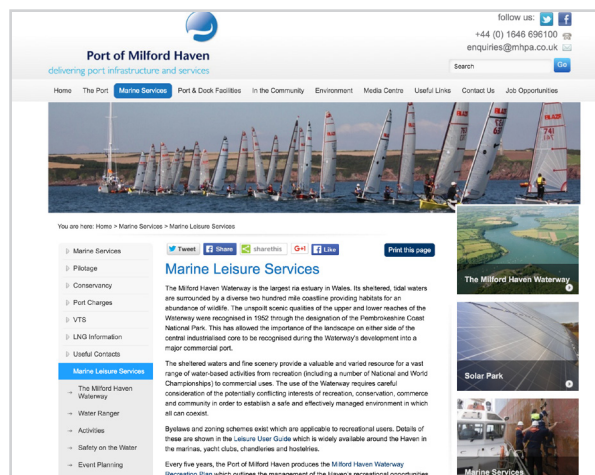 follow us:
+44 (0) 1646 696100
enquiries@mhpa.co.uk
Port of Milford Haven
delivering port infrastructure and services
Search
Go
Home The Port Marine Services Port & Dock Facilities In the Community Environment Media Centre Useful Links Contact Us Job Opportunities
BLAZE
BLAZE
741
You are here: Home > Marine Services > Marine Leisure Services
Marine Services
Pilotage
Conservancy
Port Charges
VTS
LNG Information
Useful Contacts
Marine Leisure Services
The Milford Haven
Waterway
Water Ranger
Activities
Safety on the Water
Event Planning
Tweet Share sharethis G+1 Like
Print this page
Marine Leisure Services
The Milford Haven Waterway is the largest ria estuary in Wales. Its sheltered, tidal waters
are surrounded by a diverse two hundred mile coastline providing habitats for an
abundance of wildlife. The unspoilt scenic qualities of the upper and lower reaches of the
Waterway were recognised in 1952 through the designation of the Pembrokeshire Coast
National Park. This has allowed the importance of the landscape on either side of the
central industrialised core to be recognised during the Waterway's development into a
major commercial port.
The sheltered waters and fine scenery provide a valuable and varied resource for a vast
range of water-based activities from recreation (including a number of National and World
Championships) to commercial uses. The use of the Waterway requires careful
consideration of the potentially conflicting interests of recreation, conservation, commerce
and community in order to establish a safe and effectively managed environment in which
all can coexist.
Byelaws and zoning schemes exist which are applicable to recreational users. Details of
these are shown in the Leisure User Guide which is widely available around the Haven in
the marinas, yacht clubs, chandleries and hostelries.
Every five years, the Port of Milford Haven produces the Milford Haven Waterway
Recreation Plan which outlines the management of the Haven's recreational opportunities
The Milford Haven Waterway
Solar Park
Marine Services